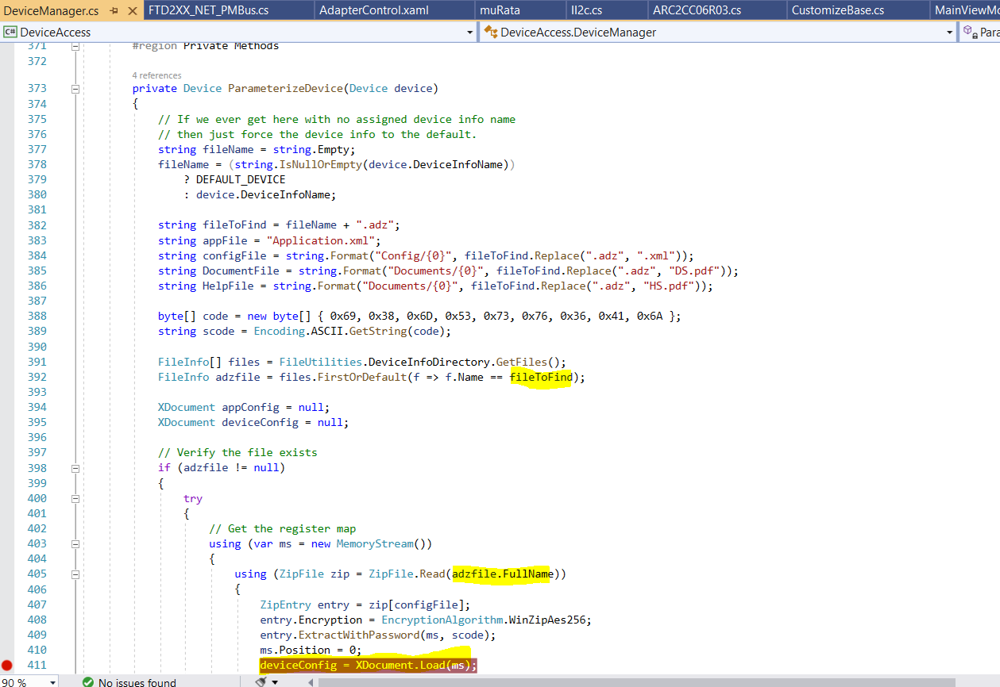 DeviceManager.cs FTD2XX_NET_PMBus.cs AdapterControl.xaml muRata II2c.cs ARC2CC06R03.cs CustomizeBase.cs MainViewMo
C# DeviceAccess DeviceAccess.DeviceManager Para
371 #region Private Methods
372
4 references
373 private Device ParameterizeDevice(Device device)
374 {
375 // If we ever get here with no assigned device info name
376 // then just force the device info to the default.
377 string fileName = string.Empty;
378 fileName = (string.IsNullOrEmpty(device.DeviceInfoName))
379 ? DEFAULT_DEVICE
380 : device.DeviceInfoName;
381
382 string fileToFind = fileName + ".adz";
383 string appFile = "Application.xml";
384 string configFile = string.Format("Config/{0}", fileToFind.Replace(".adz", ".xml"));
385 string DocumentFile = string.Format("Documents/{0}", fileToFind.Replace(".adz", "DS.pdf"));
386 string HelpFile = string.Format("Documents/{0}", fileToFind.Replace(".adz", "HS.pdf"));
387
388 byte[] code = new byte[] { 0x69, 0x38, 0x6D, 0x53, 0x73, 0x76, 0x36, 0x41, 0x6A };
389 string scode = Encoding.ASCII.GetString(code);
390
391 FileInfo[] files = FileUtilities.DeviceInfoDirectory.GetFiles();
392 FileInfo adzfile = files.FirstOrDefault(f => f.Name == fileToFind);
393
394 XDocument appConfig = null;
395 XDocument deviceConfig = null;
396
397 // Verify the file exists
398 if (adzfile != null)
399 {
400 try
401 {
402 // Get the register map
403 using (var ms = new MemoryStream())
404 {
405 using (ZipFile zip = ZipFile.Read(adzfile.FullName))
406 {
407 ZipEntry entry = zip[configFile];
408 entry.Encryption = EncryptionAlgorithm.WinZipAes256;
409 entry.ExtractWithPassword(ms, scode);
410 ms.Position = 0;
411 deviceConfig = XDocument.Load(ms);
90 % No issues found